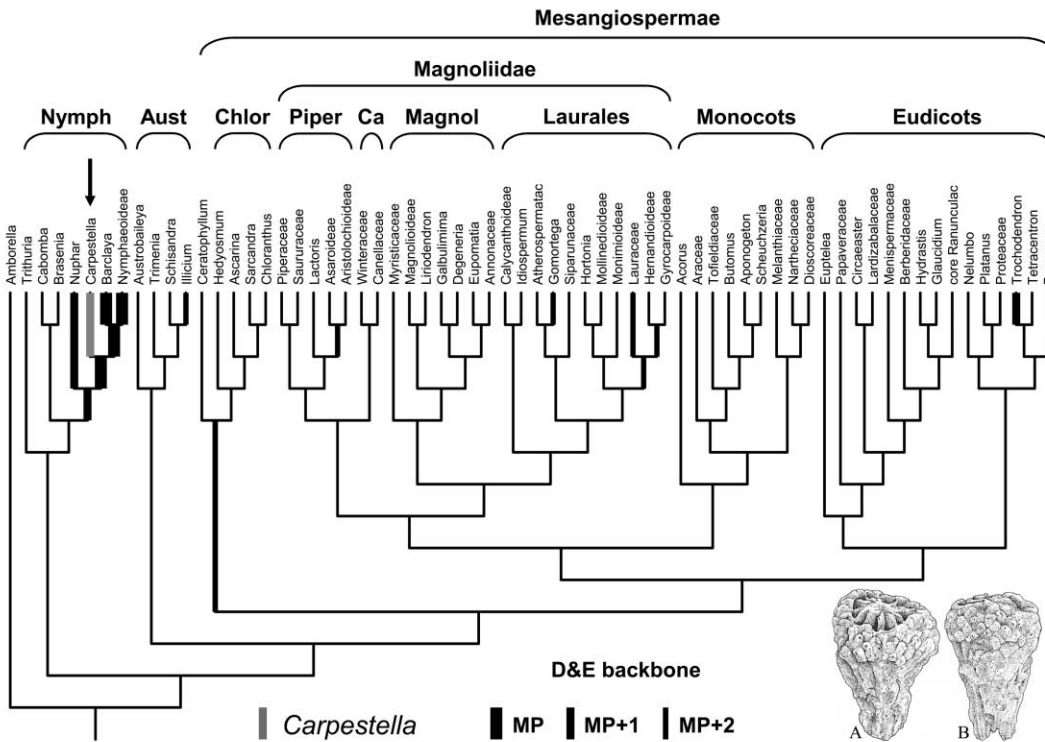 Mesangiospermae
Magnoliidae
Nymph Aust Chlor Piper Ca Magnol Laurales Monocots Eudicots
Amborella
Trithuria
Cabomba
Brasenia
Nuphar
Carpestella
Barclaya
Nymphaeoideae
Austrobaileya
Trimenia
Schisandra
Illicium
Ceratophyllum
Hedyosmum
Ascarina
Sarcandra
Chloranthus
Piperaceae
Saururaceae
Lactoris
Asaroideae
Aristolochioideae
Winteraceae
Canellaceae
Myristicaceae
Magnolioideae
Liriodendron
Galbulimima
Degeneria
Eupomatia
Annonaceae
Calycanthoideae
Idiospermum
Atherospermatac
Gomortega
Siparunaceae
Hortonia
Mollinedioideae
Monimioideae
Lauraceae
Hernandioideae
Gyrocarpoideae
Acorus
Araceae
Tofieldiaceae
Butomus
Aponogeton
Scheuchzeria
Melanthiaceae
Nartheciaceae
Dioscoreaceae
Euptelea
Papaveraceae
Circaeaster
Lardizabalaceae
Menispermaceae
Berberidaceae
Hydrastis
Glaucidium
core Ranunculac
Nelumbo
Platanus
Proteaceae
Trochodendron
Tetracentron
D&E backbone
Carpestella MP MP+1 MP+2
A B